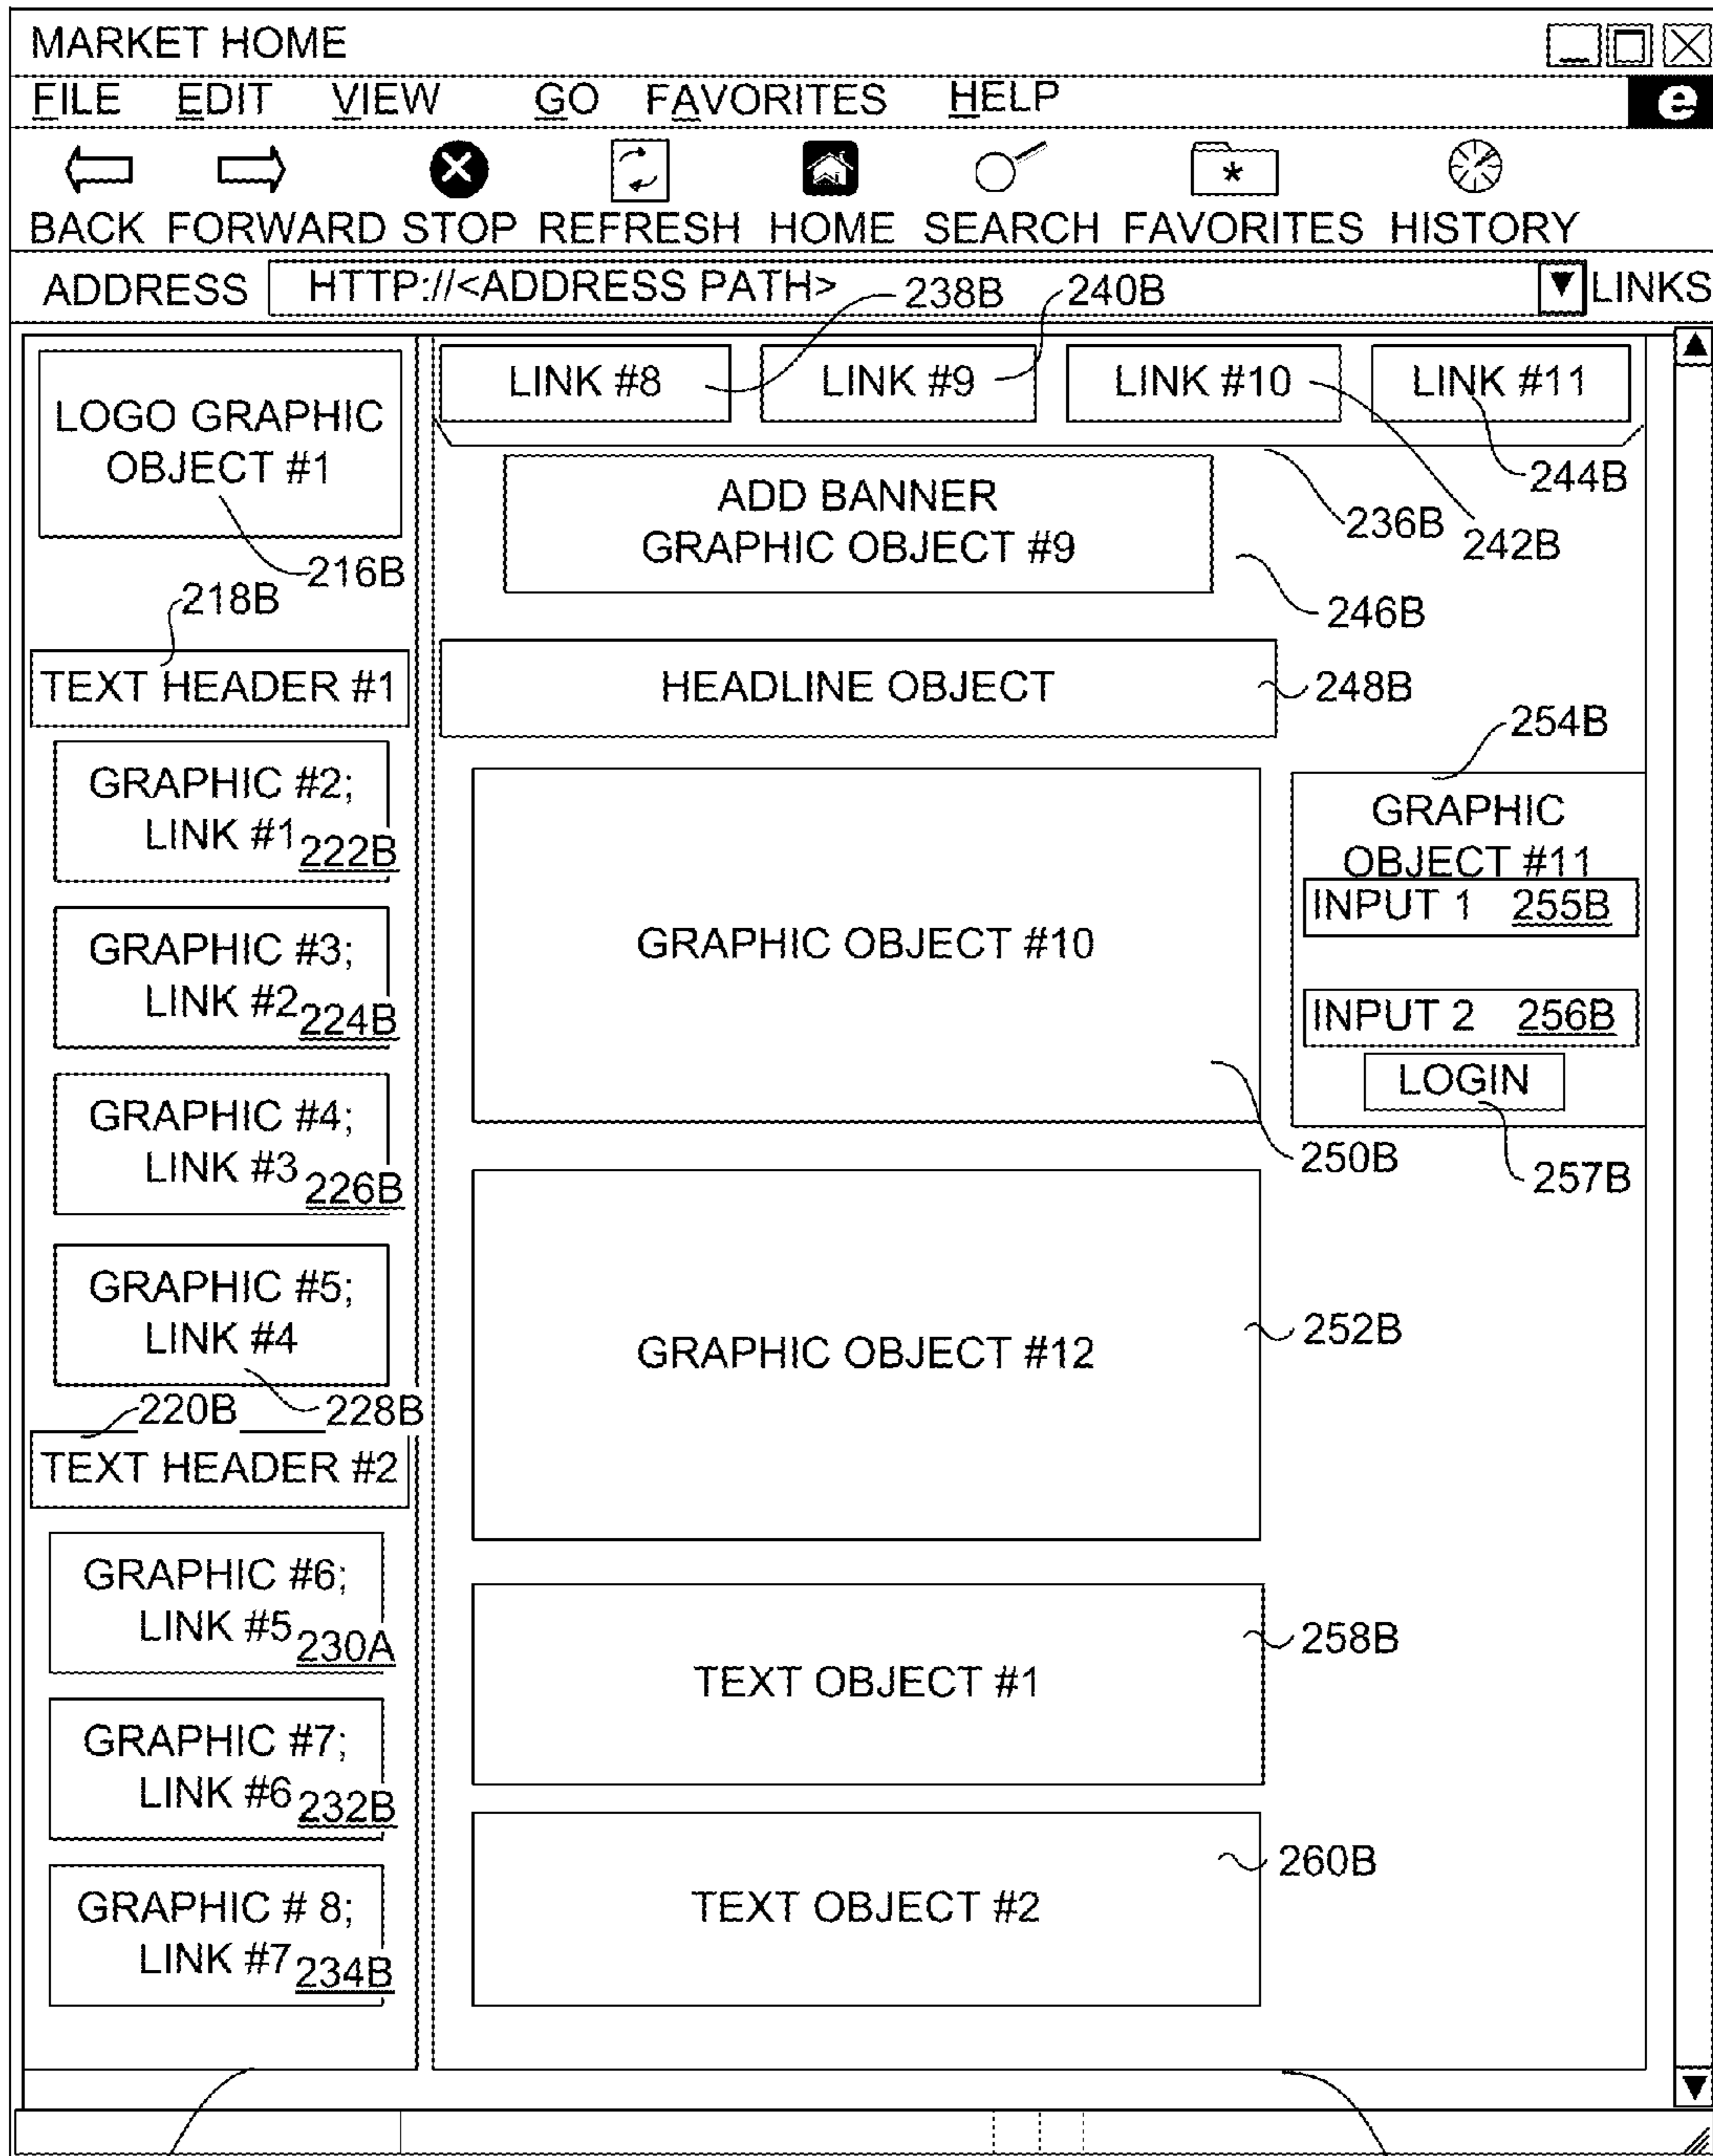 MARKET HOME
FILE EDIT VIEW GO FAVORITES HELP
e
*
BACK FORWARD STOP REFRESH HOME SEARCH FAVORITES HISTORY
ADDRESS HTTP://<ADDRESS PATH> LINKS
238B 240B
LOGO GRAPHIC
OBJECT #1
216B
218B
TEXT HEADER #1
GRAPHIC #2;
LINK #1 222B
GRAPHIC #3;
LINK #2 224B
GRAPHIC #4;
LINK #3 226B
GRAPHIC #5;
LINK #4
220B 228B
TEXT HEADER #2
GRAPHIC #6;
LINK #5 230A
GRAPHIC #7;
LINK #6 232B
GRAPHIC # 8;
LINK #7 234B
LINK #8 LINK #9 LINK #10 LINK #11
244B
236B 242B
ADD BANNER
GRAPHIC OBJECT #9
246B
HEADLINE OBJECT 248B
254B
GRAPHIC
OBJECT #11
INPUT 1 255B
INPUT 2 256B
LOGIN
257B
GRAPHIC OBJECT #10
250B
GRAPHIC OBJECT #12 252B
TEXT OBJECT #1 258B
TEXT OBJECT #2 260B